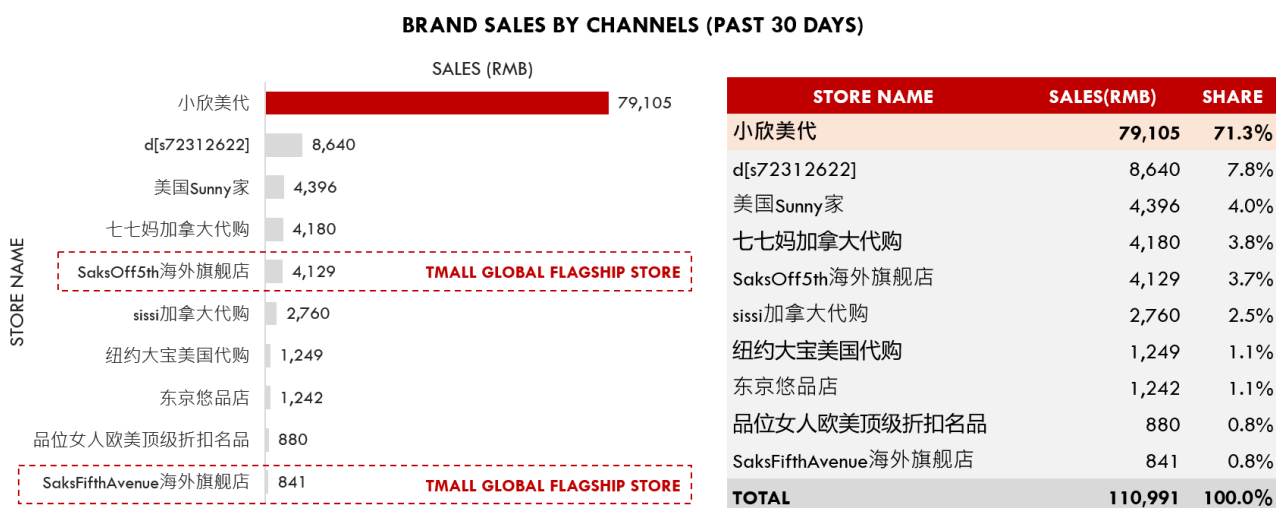 BRAND SALES BY CHANNELS (PAST 30 DAYS)
SALES (RMB)
STORE NAME
小欣美代 79,105
d[s72312622] 8,640
美国Sunny家 4,396
七七妈加拿大代购 4,180
SaksOff5th海外旗舰店 4,129 TMALL GLOBAL FLAGSHIP STORE
sissi加拿大代购 2,760
纽约大宝美国代购 1,249
东京悠品店 1,242
品位女人欧美顶级折扣名品 880
SaksFifthAvenue海外旗舰店 841 TMALL GLOBAL FLAGSHIP STORE
STORE NAME SALES(RMB) SHARE
小欣美代 79,105 71.3%
d[s72312622] 8,640 7.8%
美国Sunny家 4,396 4.0%
七七妈加拿大代购 4,180 3.8%
SaksOff5th海外旗舰店 4,129 3.7%
sissi加拿大代购 2,760 2.5%
纽约大宝美国代购 1,249 1.1%
东京悠品店 1,242 1.1%
品位女人欧美顶级折扣名品 880 0.8%
SaksFifthAvenue海外旗舰店 841 0.8%
TOTAL 110,991 100.0%